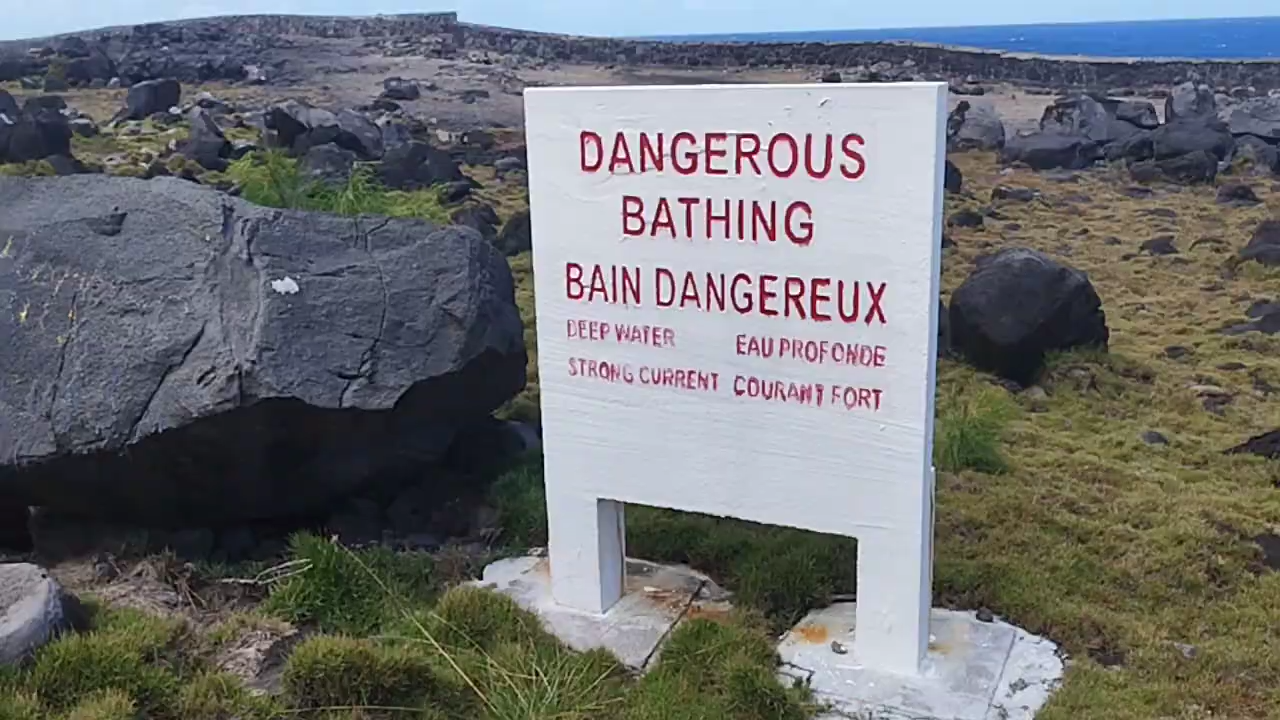 DANGEROUS
BATHING
BAIN DANGEREUX
DEEP WATER EAU PROFONDE
STRONG CURRENT COURANT FORT